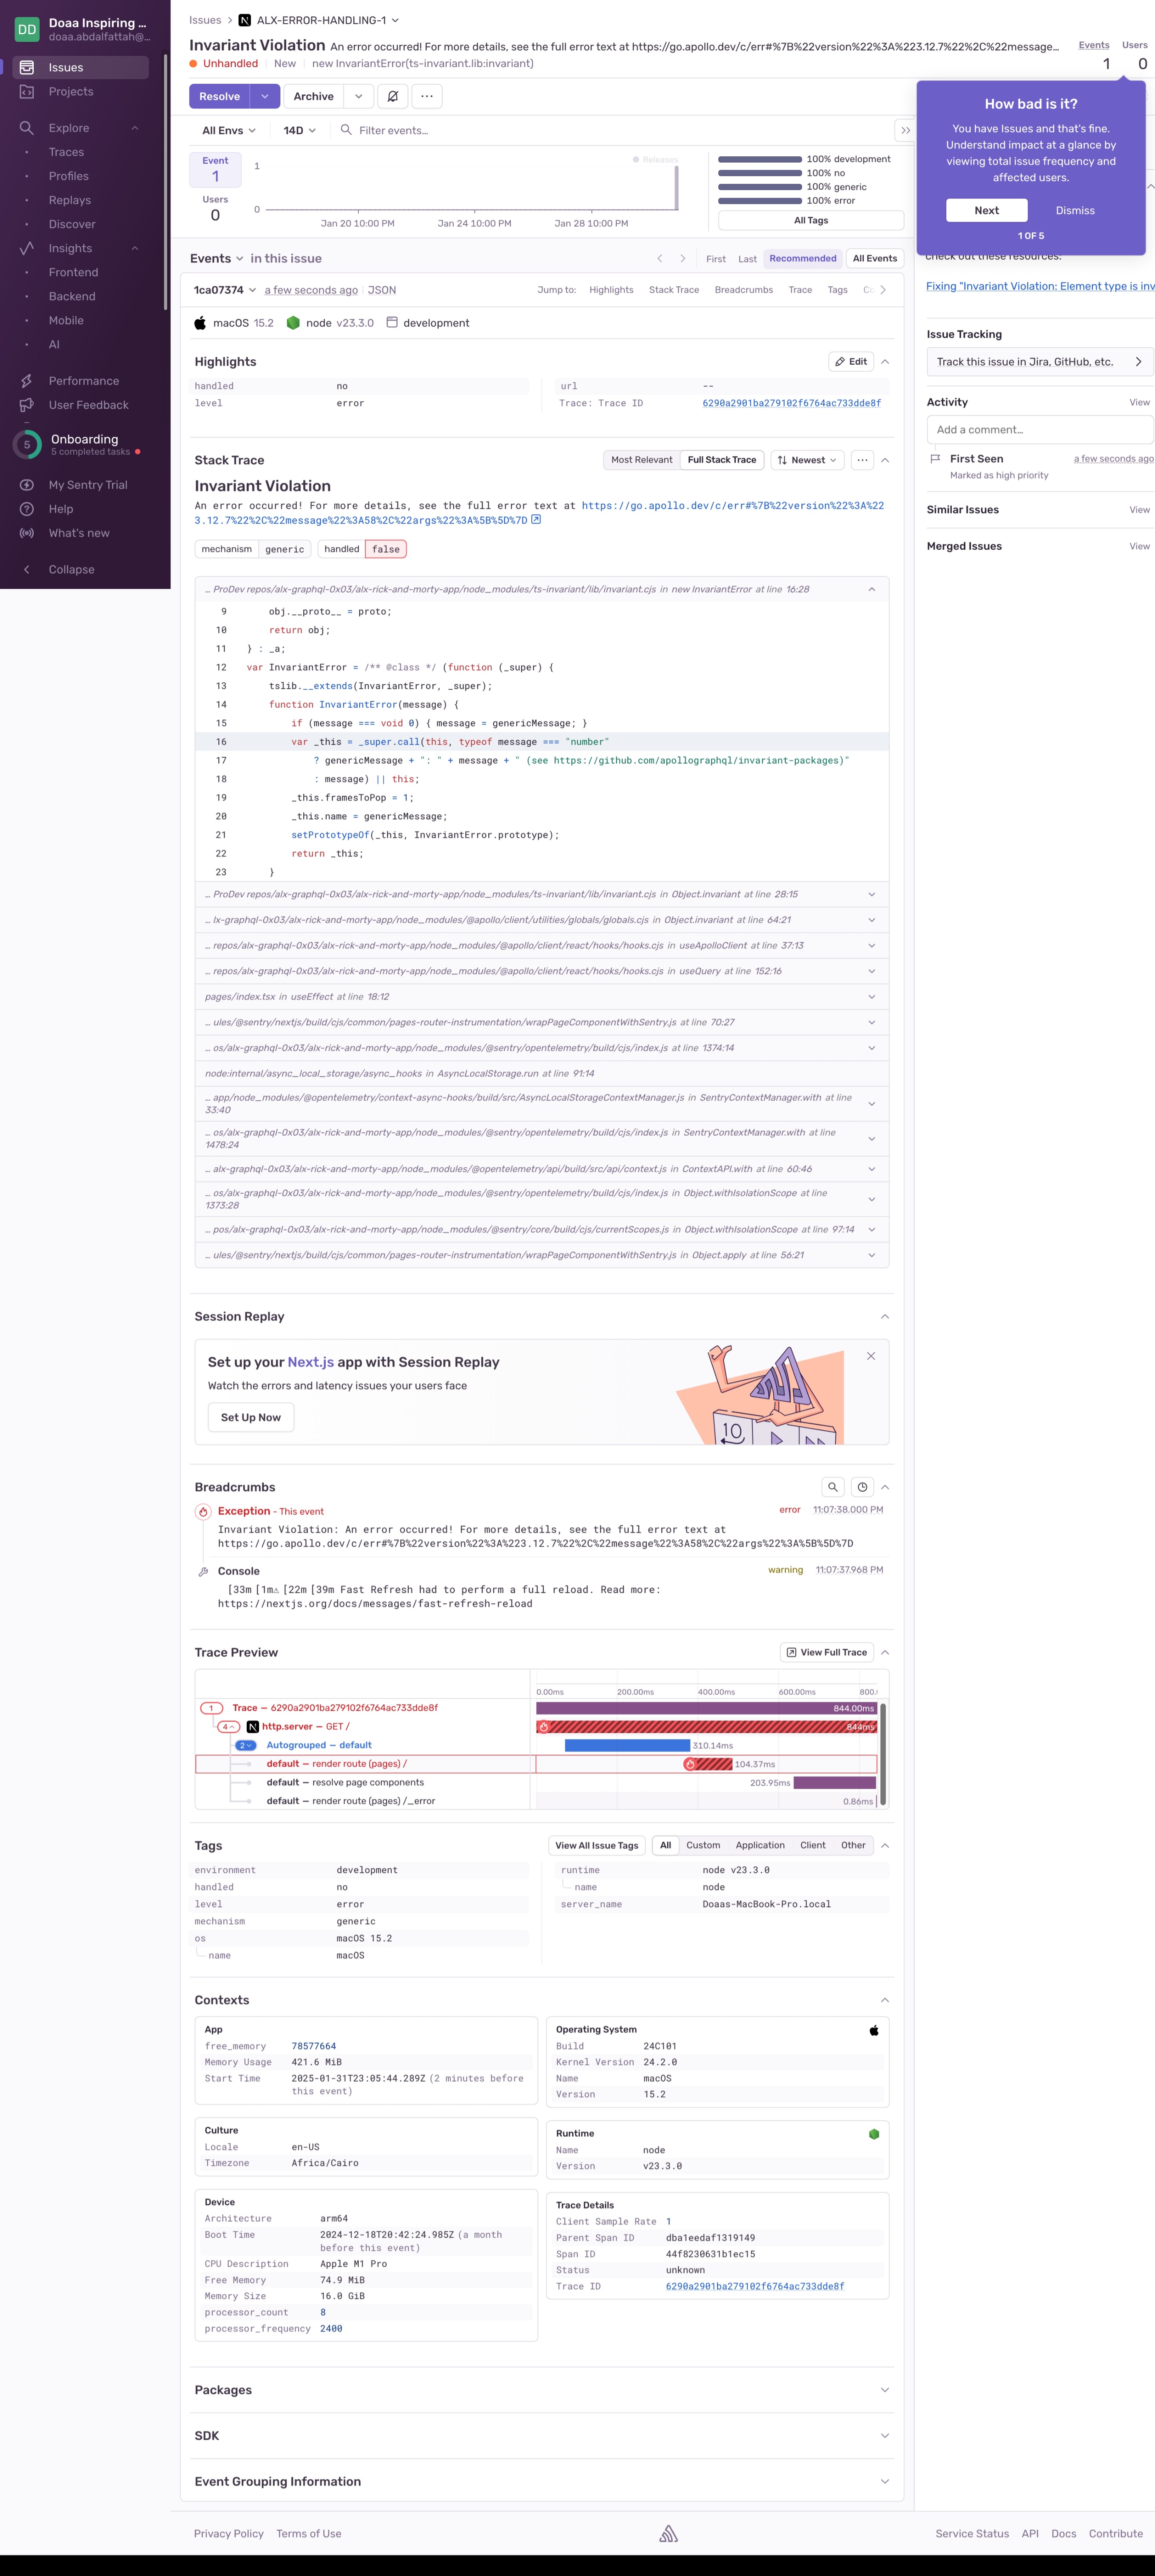 DD
Doaa Inspiring ...
doaa.abdalfattah@...
Issues
Projects
Explore
Traces
Profiles
Replays
Discover
Insights
Frontend
Backend
Mobile
AI
Performance
User Feedback
5
Onboarding
5 completed tasks
My Sentry Trial
Help
What's new
Collapse
Issues > N ALX-ERROR-HANDLING-1
Invariant Violation An error occurred! For more details, see the full error text at https://go.apollo.dev/c/err#%7B%22version%22%3A%223.12.7%22%2C%22message...
Unhandled New new InvariantError(ts-invariant.lib:invariant)
Events Users
1 0
Resolve Archive ...
How bad is it?
You have Issues and that's fine.
Understand impact at a glance by
viewing total issue frequency and
affected users.
Next Dismiss
1 OF 5
All Envs 14D Filter events...
Event
1
Users
0
1
0
Releases
Jan 20 10:00 PM Jan 24 10:00 PM Jan 28 10:00 PM
100% development
100% no
100% generic
100% error
All Tags
check out these resources:
Fixing "Invariant Violation: Element type is inv
Events in this issue First Last Recommended All Events
1ca07374 a few seconds ago JSON Jump to: Highlights Stack Trace Breadcrumbs Trace Tags
macOS 15.2 node v23.3.0 development
Highlights Edit
handled no
level error
url --
Trace: Trace ID 6290a2901ba279102f6764ac733dde8f
Issue Tracking
Track this issue in Jira, GitHub, etc.
Activity View
Add a comment...
First Seen a few seconds ago
Marked as high priority
Similar Issues View
Merged Issues View
Stack Trace Most Relevant Full Stack Trace Newest ...
Invariant Violation
An error occurred! For more details, see the full error text at https://go.apollo.dev/c/err#%7B%22version%22%3A%22
3.12.7%22%2C%22message%22%3A58%2C%22args%22%3A%5B%5D%7D
mechanism generic handled false
... ProDev repos/alx-graphql-0x03/alx-rick-and-morty-app/node_modules/ts-invariant/lib/invariant.cjs in new InvariantError at line 16:28
9 obj.__proto__ = proto;
10 return obj;
11 } : _a;
12 var InvariantError = /** @class */ (function (_super) {
13 tslib.__extends(InvariantError, _super);
14 function InvariantError(message) {
15 if (message === void 0) { message = genericMessage; }
16 var _this = _super.call(this, typeof message === "number"
17 ? genericMessage + ": " + message + " (see https://github.com/apollographql/invariant-packages)"
18 : message) || this;
19 _this.framesToPop = 1;
20 _this.name = genericMessage;
21 setPrototypeOf(_this, InvariantError.prototype);
22 return _this;
23 }
... ProDev repos/alx-graphql-0x03/alx-rick-and-morty-app/node_modules/ts-invariant/lib/invariant.cjs in Object.invariant at line 28:15
... lx-graphql-0x03/alx-rick-and-morty-app/node_modules/@apollo/client/utilities/globals/globals.cjs in Object.invariant at line 64:21
... repos/alx-graphql-0x03/alx-rick-and-morty-app/node_modules/@apollo/client/react/hooks/hooks.cjs in useApolloClient at line 37:13
... repos/alx-graphql-0x03/alx-rick-and-morty-app/node_modules/@apollo/client/react/hooks/hooks.cjs in useQuery at line 152:16
pages/index.tsx in useEffect at line 18:12
... ules/@sentry/nextjs/build/cjs/common/pages-router-instrumentation/wrapPageComponentWithSentry.js at line 70:27
... os/alx-graphql-0x03/alx-rick-and-morty-app/node_modules/@sentry/opentelemetry/build/cjs/index.js at line 1374:14
node:internal/async_local_storage/async_hooks in AsyncLocalStorage.run at line 91:14
... app/node_modules/@opentelemetry/context-async-hooks/build/src/AsyncLocalStorageContextManager.js in SentryContextManager.with at line
33:40
... os/alx-graphql-0x03/alx-rick-and-morty-app/node_modules/@sentry/opentelemetry/build/cjs/index.js in SentryContextManager.with at line
1478:24
... alx-graphql-0x03/alx-rick-and-morty-app/node_modules/@opentelemetry/api/build/src/api/context.js in ContextAPI.with at line 60:46
... os/alx-graphql-0x03/alx-rick-and-morty-app/node_modules/@sentry/opentelemetry/build/cjs/index.js in Object.withIsolationScope at line
1373:28
... pos/alx-graphql-0x03/alx-rick-and-morty-app/node_modules/@sentry/core/build/cjs/currentScopes.js in Object.withIsolationScope at line 97:14
... ules/@sentry/nextjs/build/cjs/common/pages-router-instrumentation/wrapPageComponentWithSentry.js in Object.apply at line 56:21
Session Replay
Set up your Next.js app with Session Replay
Watch the errors and latency issues your users face
Set Up Now
10
Breadcrumbs
Exception - This event error 11:07:38.000 PM
Invariant Violation: An error occurred! For more details, see the full error text at
https://go.apollo.dev/c/err#%7B%22version%22%3A%223.12.7%22%2C%22message%22%3A58%2C%22args%22%3A%5B%5D%7D
Console warning 11:07:37.968 PM
[33m[1m⚠[22m[39m Fast Refresh had to perform a full reload. Read more:
https://nextjs.org/docs/messages/fast-refresh-reload
Trace Preview View Full Trace
0.00ms 200.00ms 400.00ms 600.00ms 800.
1 Trace — 6290a2901ba279102f6764ac733dde8f 844.00ms
4 N http.server — GET / 844ms
2 Autogrouped — default 310.14ms
default — render route (pages) / 104.37ms
default — resolve page components 203.95ms
default — render route (pages) /_error 0.86ms
Tags View All Issue Tags All Custom Application Client Other
environment development
handled no
level error
mechanism generic
os macOS 15.2
name macOS
runtime node v23.3.0
name node
server_name Doaas-MacBook-Pro.local
Contexts
App
free_memory 78577664
Memory Usage 421.6 MiB
Start Time 2025-01-31T23:05:44.289Z (2 minutes before
this event)
Operating System
Build 24C101
Kernel Version 24.2.0
Name macOS
Version 15.2
Culture
Locale en-US
Timezone Africa/Cairo
Runtime
Name node
Version v23.3.0
Device
Architecture arm64
Boot Time 2024-12-18T20:42:24.985Z (a month
before this event)
CPU Description Apple M1 Pro
Free Memory 74.9 MiB
Memory Size 16.0 GiB
processor_count 8
processor_frequency 2400
Trace Details
Client Sample Rate 1
Parent Span ID dba1eedaf1319149
Span ID 44f8230631b1ec15
Status unknown
Trace ID 6290a2901ba279102f6764ac733dde8f
Packages
SDK
Event Grouping Information
Privacy Policy Terms of Use Service Status API Docs Contribute